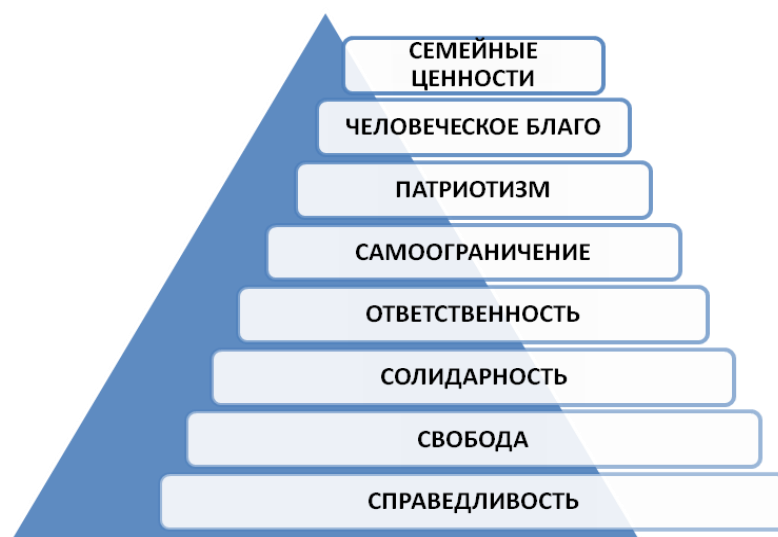 СЕМЕЙНЫЕ
ЦЕННОСТИ
ЧЕЛОВЕЧЕСКОЕ БЛАГО
ПАТРИОТИЗМ
САМООГРАНИЧЕНИЕ
ОТВЕТСТВЕННОСТЬ
СОЛИДАРНОСТЬ
СВОБОДА
СПРАВЕДЛИВОСТЬ